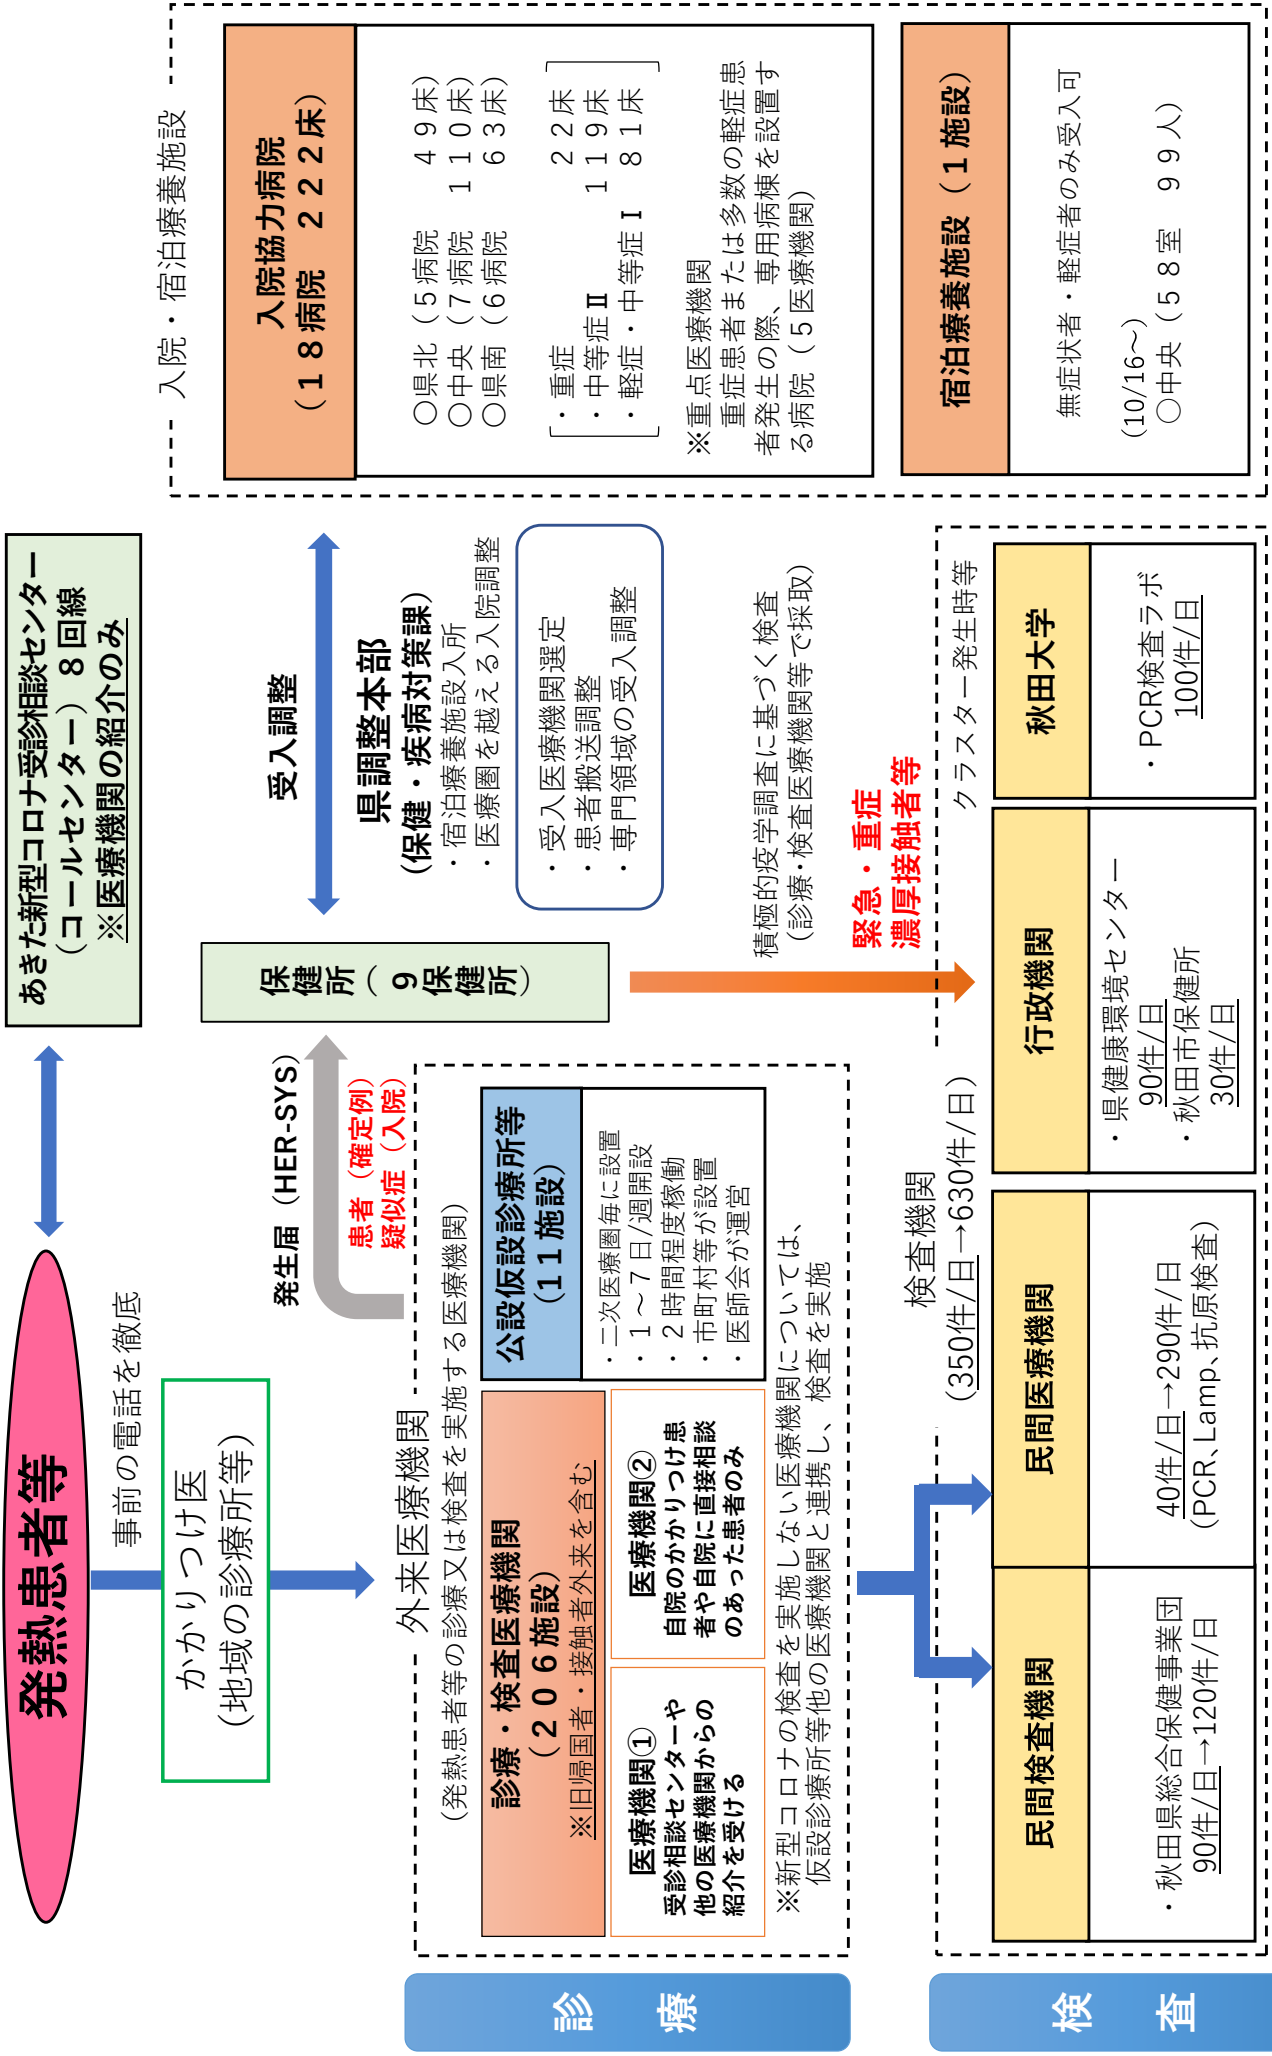 発熱患者等
あきた新型コロナ受診相談センター
（コールセンター）８回線
※医療機関の紹介のみ
事前の電話を徹底
かかりつけ医
(地域の診療所等)
発生届（HER-SYS）
患者（確定例）
疑似症（入院）
保健所（９保健所）
受入調整
県調整本部
(保健・疾病対策課)
・宿泊療養施設入所
・医療圏を越える入院調整
・受入医療機関選定
・患者搬送調整
・専門領域の受入調整
積極的疫学調査に基づく検査
（診療･検査医療機関等で採取）
緊急・重症
濃厚接触者等
入院・宿泊療養施設
入院協力病院
（１８病院　２２２床）
〇県北（５病院　　４９床）
〇中央（７病院　１１０床）
〇県南（６病院　　６３床）
・重症　　　　　　２２床
・中等症Ⅱ　　　１１９床
・軽症・中等症Ⅰ　８１床
※重点医療機関
重症患者または多数の軽症患
者発生の際、専用病棟を設置す
る病院（５医療機関）
宿泊療養施設（１施設）
無症状者・軽症者のみ受入可
(10/16～)
〇中央（５８室　９９人）
診療
外来医療機関
（発熱患者等の診療又は検査を実施する医療機関）
診療・検査医療機関
（２０６施設）
※旧帰国者・接触者外来を含む
医療機関①
受診相談センターや
他の医療機関からの
紹介を受ける
医療機関②
自院のかかりつけ患
者や自院に直接相談
のあった患者のみ
公設仮設診療所等
（１１施設）
・二次医療圏毎に設置
・１～７日/週開設
・２時間程度稼働
・市町村等が設置
・医師会が運営
※新型コロナの検査を実施しない医療機関については、
仮設診療所等他の医療機関と連携し、検査を実施
検査
検査機関
(350件/日→630件/日)
クラスター発生時等
民間検査機関
・秋田県総合保健事業団
90件/日→120件/日
民間医療機関
40件/日→290件/日
(PCR､Lamp､抗原検査)
行政機関
・県健康環境センター
90件/日
・秋田市保健所
30件/日
秋田大学
・PCR検査ラボ
100件/日